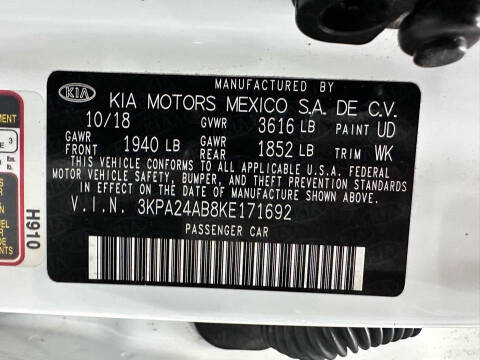 MANUFACTURED BY
KIA KIA MOTORS MEXICO S.A. DE C.V.
10/18 GVWR 3616 LB PAINT UD
GAWR FRONT 1940 LB GAWR REAR 1852 LB TRIM WK
THIS VEHICLE CONFORMS TO ALL APPLICABLE U.S.A. FEDERAL
MOTOR VEHICLE SAFETY, BUMPER, AND THEFT PREVENTION STANDARDS
IN EFFECT ON THE DATE OF MANUFACTURE SHOWN ABOVE.
V.I.N. 3KPA24AB8KE171692
PASSENGER CAR
H910